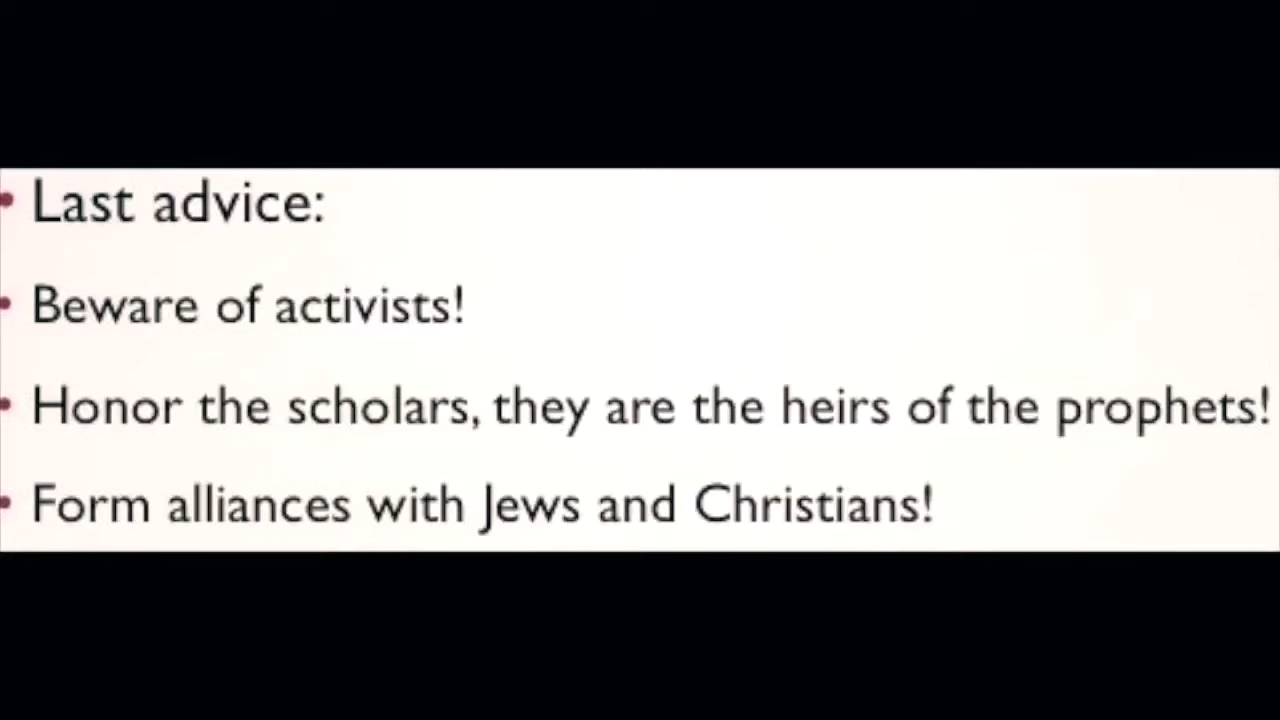 • Last advice:
• Beware of activists!
• Honor the scholars, they are the heirs of the prophets!
• Form alliances with Jews and Christians!